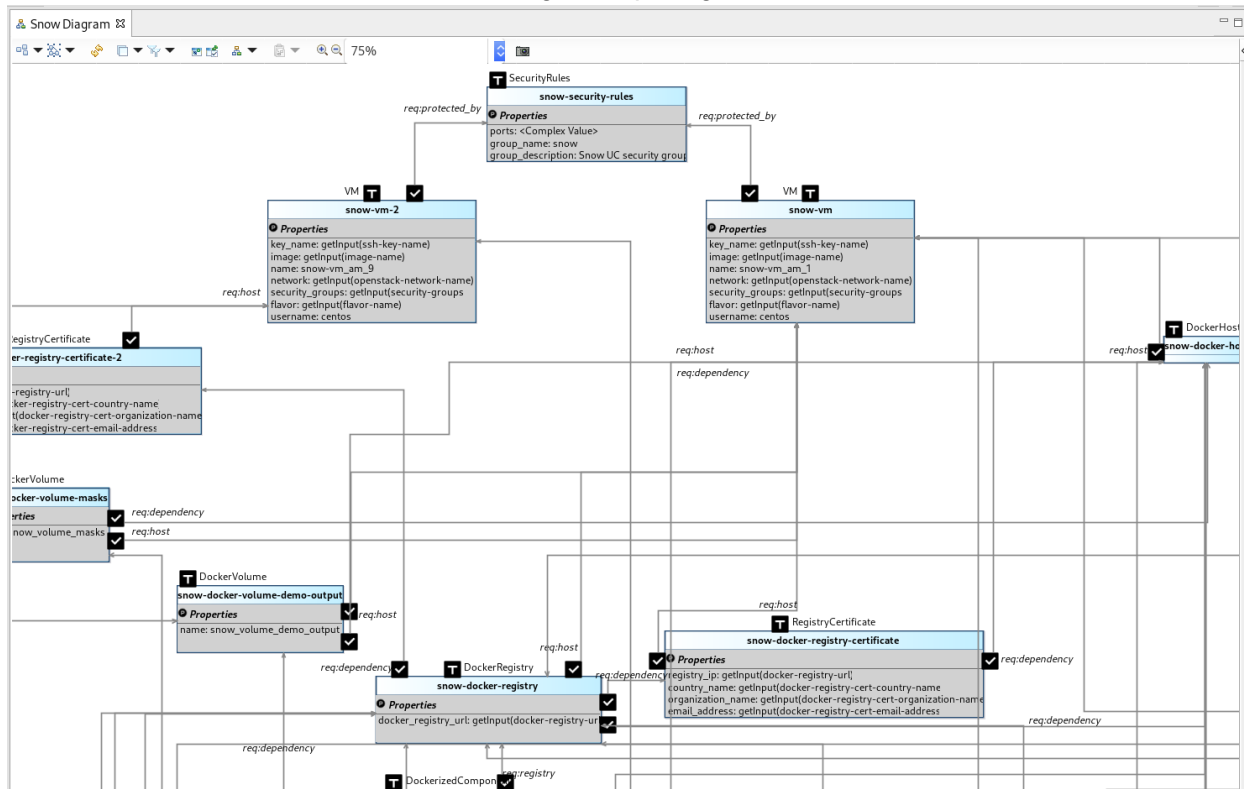 Snow Diagram
75%
SecurityRules
snow-security-rules
req:protected_by
req:protected_by
Properties
ports: <Complex Value>
group_name: snow
group_description: Snow UC security group
VM
snow-vm-2
Properties
key_name: getInput(ssh-key-name)
image: getInput(image-name)
name: snow-vm_am_9
network: getInput(openstack-network-name)
security_groups: getInput(security-groups
flavor: getInput(flavor-name)
username: centos
VM
snow-vm
Properties
key_name: getInput(ssh-key-name)
image: getInput(image-name)
name: snow-vm_am_1
network: getInput(openstack-network-name)
security_groups: getInput(security-groups
flavor: getInput(flavor-name)
username: centos
req:host
egistryCertificate
er-registry-certificate-2
-registry-url)
ker-registry-cert-country-name
t(docker-registry-cert-organization-name
ker-registry-cert-email-address
req:host
req:dependency
DockerHost
req:host
snow-docker-ho
ckerVolume
ocker-volume-masks
erties
now_volume_masks
req:dependency
req:host
DockerVolume
snow-docker-volume-demo-output
Properties
name: snow_volume_demo_output
req:host
req:host
RegistryCertificate
snow-docker-registry-certificate
Properties
registry_ip: getInput(docker-registry-url)
country_name: getInput(docker-registry-cert-country-name
organization_name: getInput(docker-registry-cert-organization-name
email_address: getInput(docker-registry-cert-email-address
req:dependency
req:dependency
req:host
req:dependency
DockerRegistry
req:dependency
snow-docker-registry
Properties
docker_registry_url: getInput(docker-registry-url
req:dependency
req:registry
DockerizedCompon